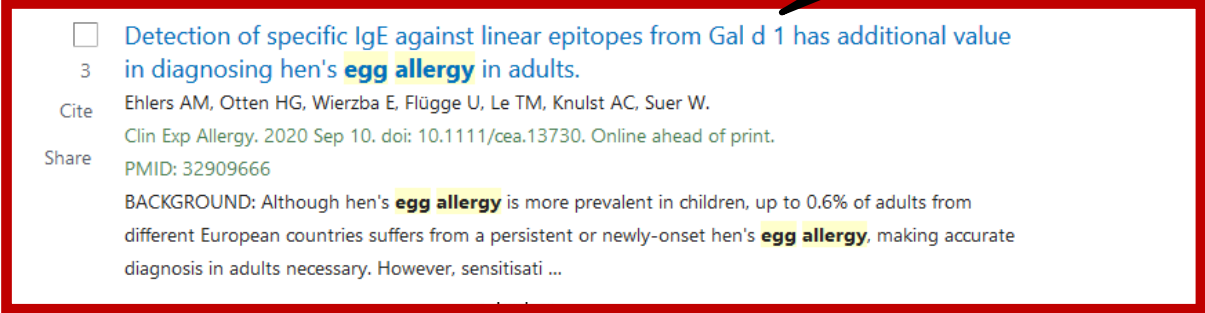 Detection of specific IgE against linear epitopes from Gal d 1 has additional value
3 in diagnosing hen's egg allergy in adults.
Cite Ehlers AM, Otten HG, Wierzba E, Flügge U, Le TM, Knulst AC, Suer W.
Clin Exp Allergy. 2020 Sep 10. doi: 10.1111/cea.13730. Online ahead of print.
Share PMID: 32909666
BACKGROUND: Although hen's egg allergy is more prevalent in children, up to 0.6% of adults from
different European countries suffers from a persistent or newly-onset hen's egg allergy, making accurate
diagnosis in adults necessary. However, sensitisati ...